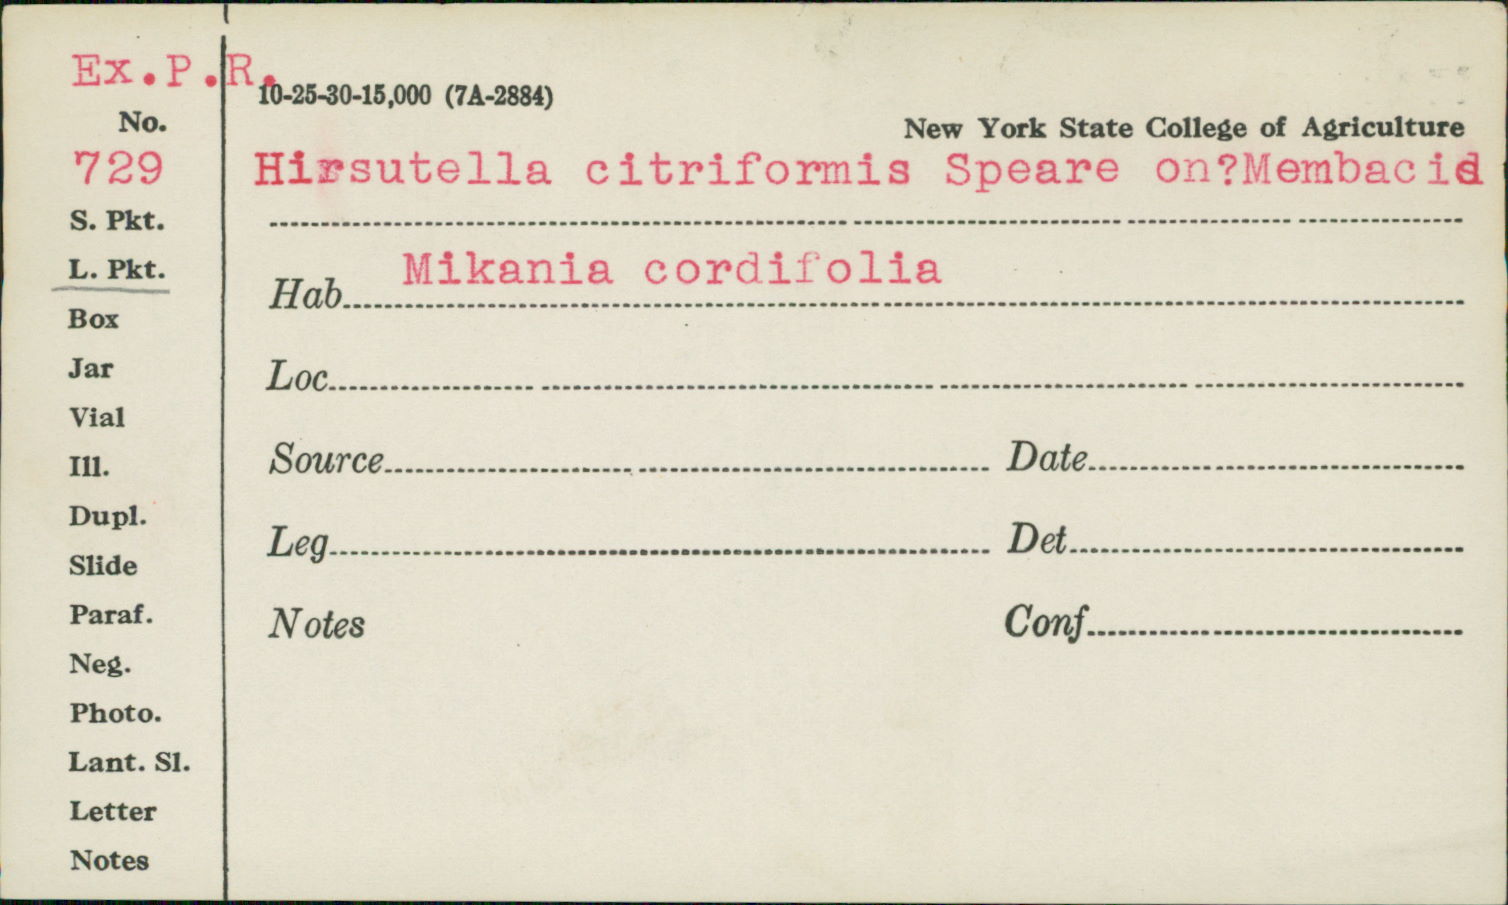 Ex.P.R.
10-25-30-15,000 (7A-2884)
No.
New York State College of Agriculture
729
Hirsutella citriformis Speare on?Membacid
S. Pkt.
L. Pkt.
Hab. Mikania cordifolia
Box
Jar
Loc.
Vial
Ill.
Source
Date
Dupl.
Leg
Det.
Slide
Paraf.
Notes
Conf.
Neg.
Photo.
Lant. Sl.
Letter
Notes